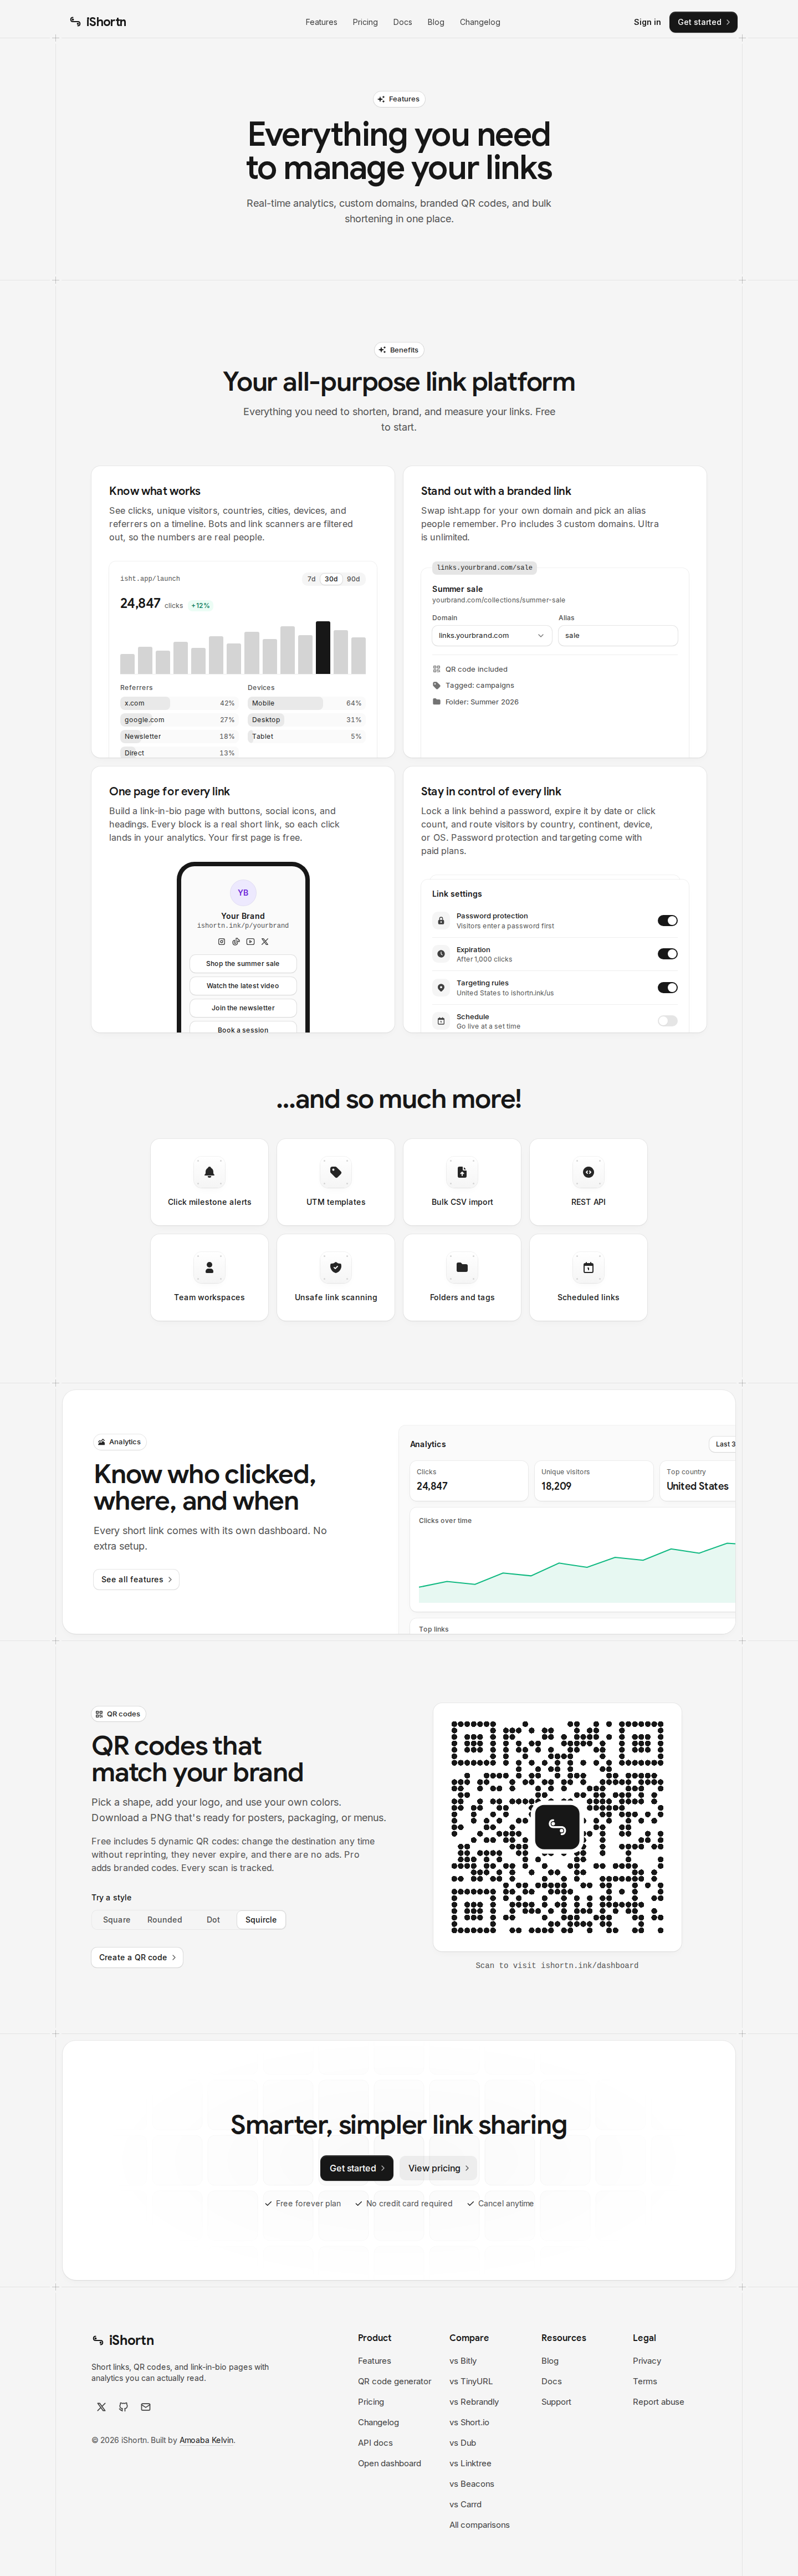 iShortn
Features
Pricing
Docs
Blog
Changelog
Sign in
Get started
Features
Everything you need
to manage your links
Real-time analytics, custom domains, branded QR codes, and bulk
shortening in one place.
Benefits
Your all-purpose link platform
Everything you need to shorten, brand, and measure your links. Free
to start.
Know what works
See clicks, unique visitors, countries, cities, devices, and
referrers on a timeline. Bots and link scanners are filtered
out, so the numbers are real people.
isht.app/launch
7d 30d 90d
24,847 clicks +12%
Referrers
x.com 42%
google.com 27%
Newsletter 18%
Direct 13%
Devices
Mobile 64%
Desktop 31%
Tablet 5%
Stand out with a branded link
Swap isht.app for your own domain and pick an alias
people remember. Pro includes 3 custom domains. Ultra
is unlimited.
links.yourbrand.com/sale
Summer sale
yourbrand.com/collections/summer-sale
Domain
links.yourbrand.com
Alias
sale
QR code included
Tagged: campaigns
Folder: Summer 2026
One page for every link
Build a link-in-bio page with buttons, social icons, and
headings. Every block is a real short link, so each click
lands in your analytics. Your first page is free.
YB
Your Brand
ishortn.ink/p/yourbrand
Shop the summer sale
Watch the latest video
Join the newsletter
Book a session
Stay in control of every link
Lock a link behind a password, expire it by date or click
count, and route visitors by country, continent, device,
or OS. Password protection and targeting come with
paid plans.
Link settings
Password protection
Visitors enter a password first
Expiration
After 1,000 clicks
Targeting rules
United States to ishortn.ink/us
Schedule
Go live at a set time
...and so much more!
Click milestone alerts
UTM templates
Bulk CSV import
REST API
Team workspaces
Unsafe link scanning
Folders and tags
Scheduled links
Analytics
Know who clicked,
where, and when
Every short link comes with its own dashboard. No
extra setup.
See all features
Analytics
Last 3
Clicks
24,847
Unique visitors
18,209
Top country
United States
Clicks over time
Top links
QR codes
QR codes that
match your brand
Pick a shape, add your logo, and use your own colors.
Download a PNG that's ready for posters, packaging, or menus.
Free includes 5 dynamic QR codes: change the destination any time
without reprinting, they never expire, and there are no ads. Pro
adds branded codes. Every scan is tracked.
Try a style
Square Rounded Dot Squircle
Create a QR code
Scan to visit ishortn.ink/dashboard
Smarter, simpler link sharing
Get started
View pricing
Free forever plan
No credit card required
Cancel anytime
iShortn
Short links, QR codes, and link-in-bio pages with
analytics you can actually read.
© 2026 iShortn. Built by Amoaba Kelvin.
Product
Features
QR code generator
Pricing
Changelog
API docs
Open dashboard
Compare
vs Bitly
vs TinyURL
vs Rebrandly
vs Short.io
vs Dub
vs Linktree
vs Beacons
vs Carrd
All comparisons
Resources
Blog
Docs
Support
Legal
Privacy
Terms
Report abuse